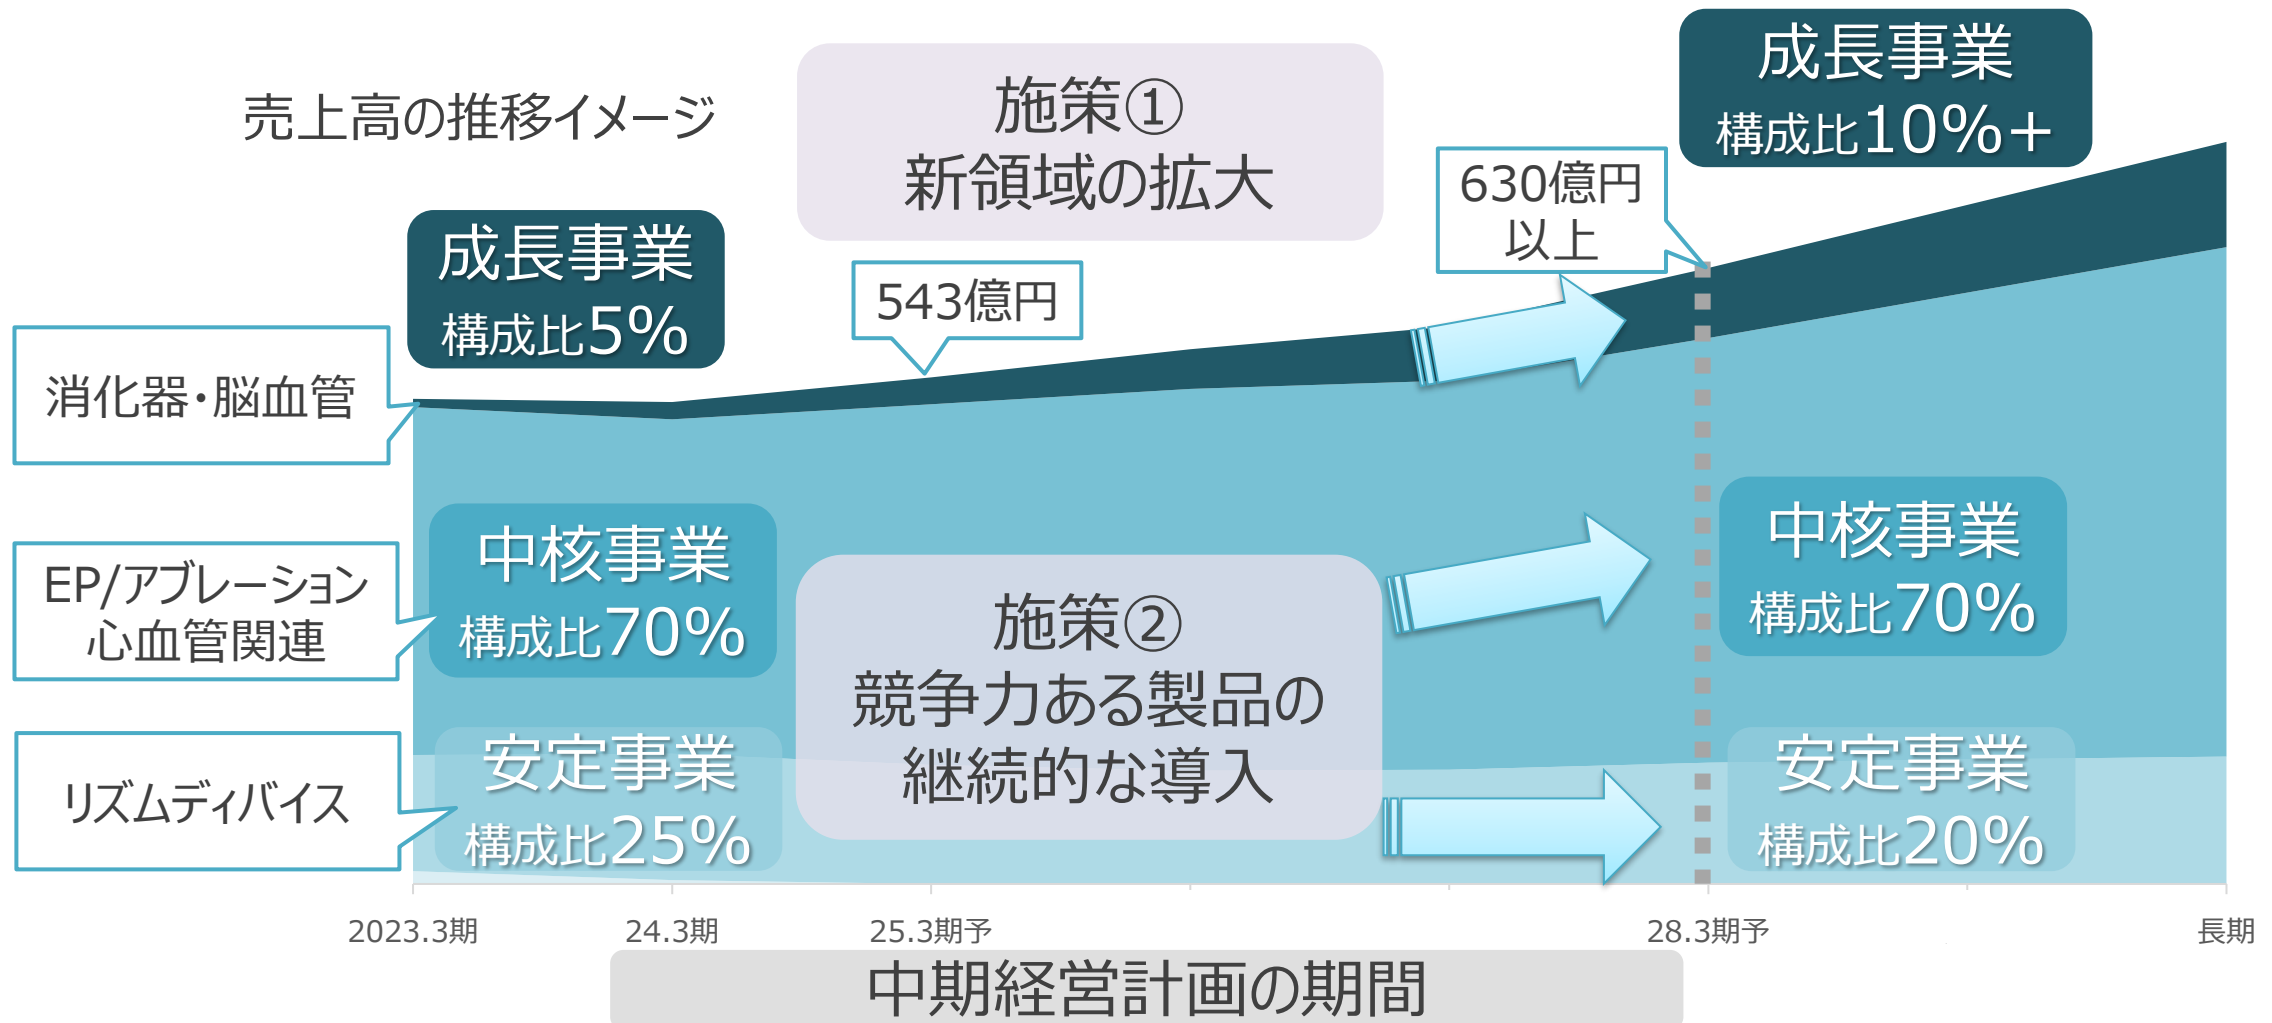 売上高の推移イメージ
施策①
新領域の拡大
成長事業
構成比10%+
630億円
以上
成長事業
構成比5%
543億円
消化器・脳血管
中核事業
構成比70%
EP/アブレーション
心血管関連
施策②
競争力ある製品の
継続的な導入
中核事業
構成比70%
安定事業
構成比25%
リズムディバイス
安定事業
構成比20%
2023.3期
24.3期
25.3期予
28.3期予
長期
中期経営計画の期間